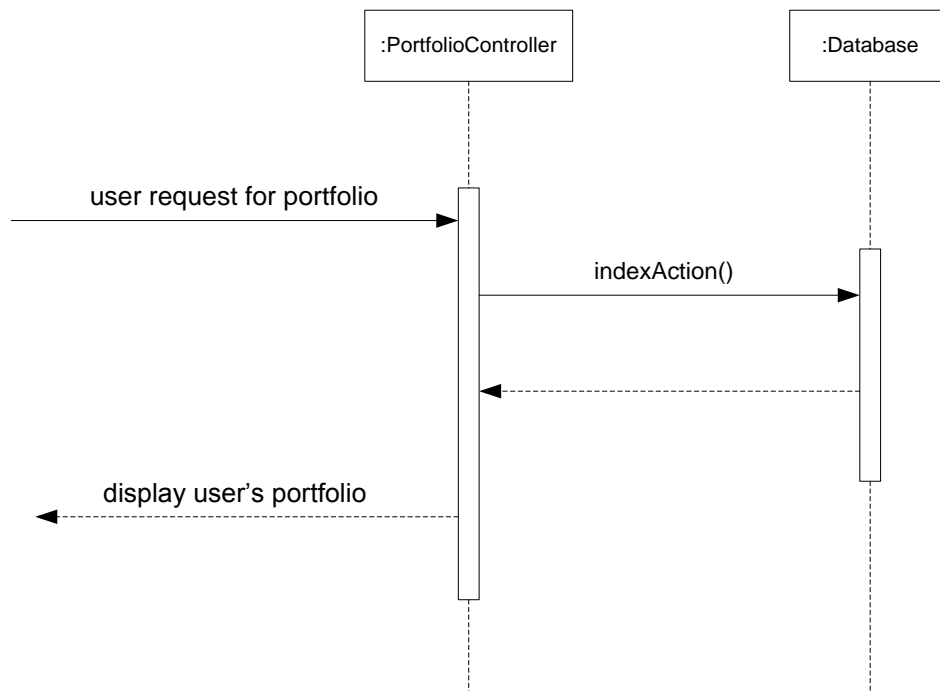 :PortfolioController
:Database
user request for portfolio
indexAction()
display user’s portfolio